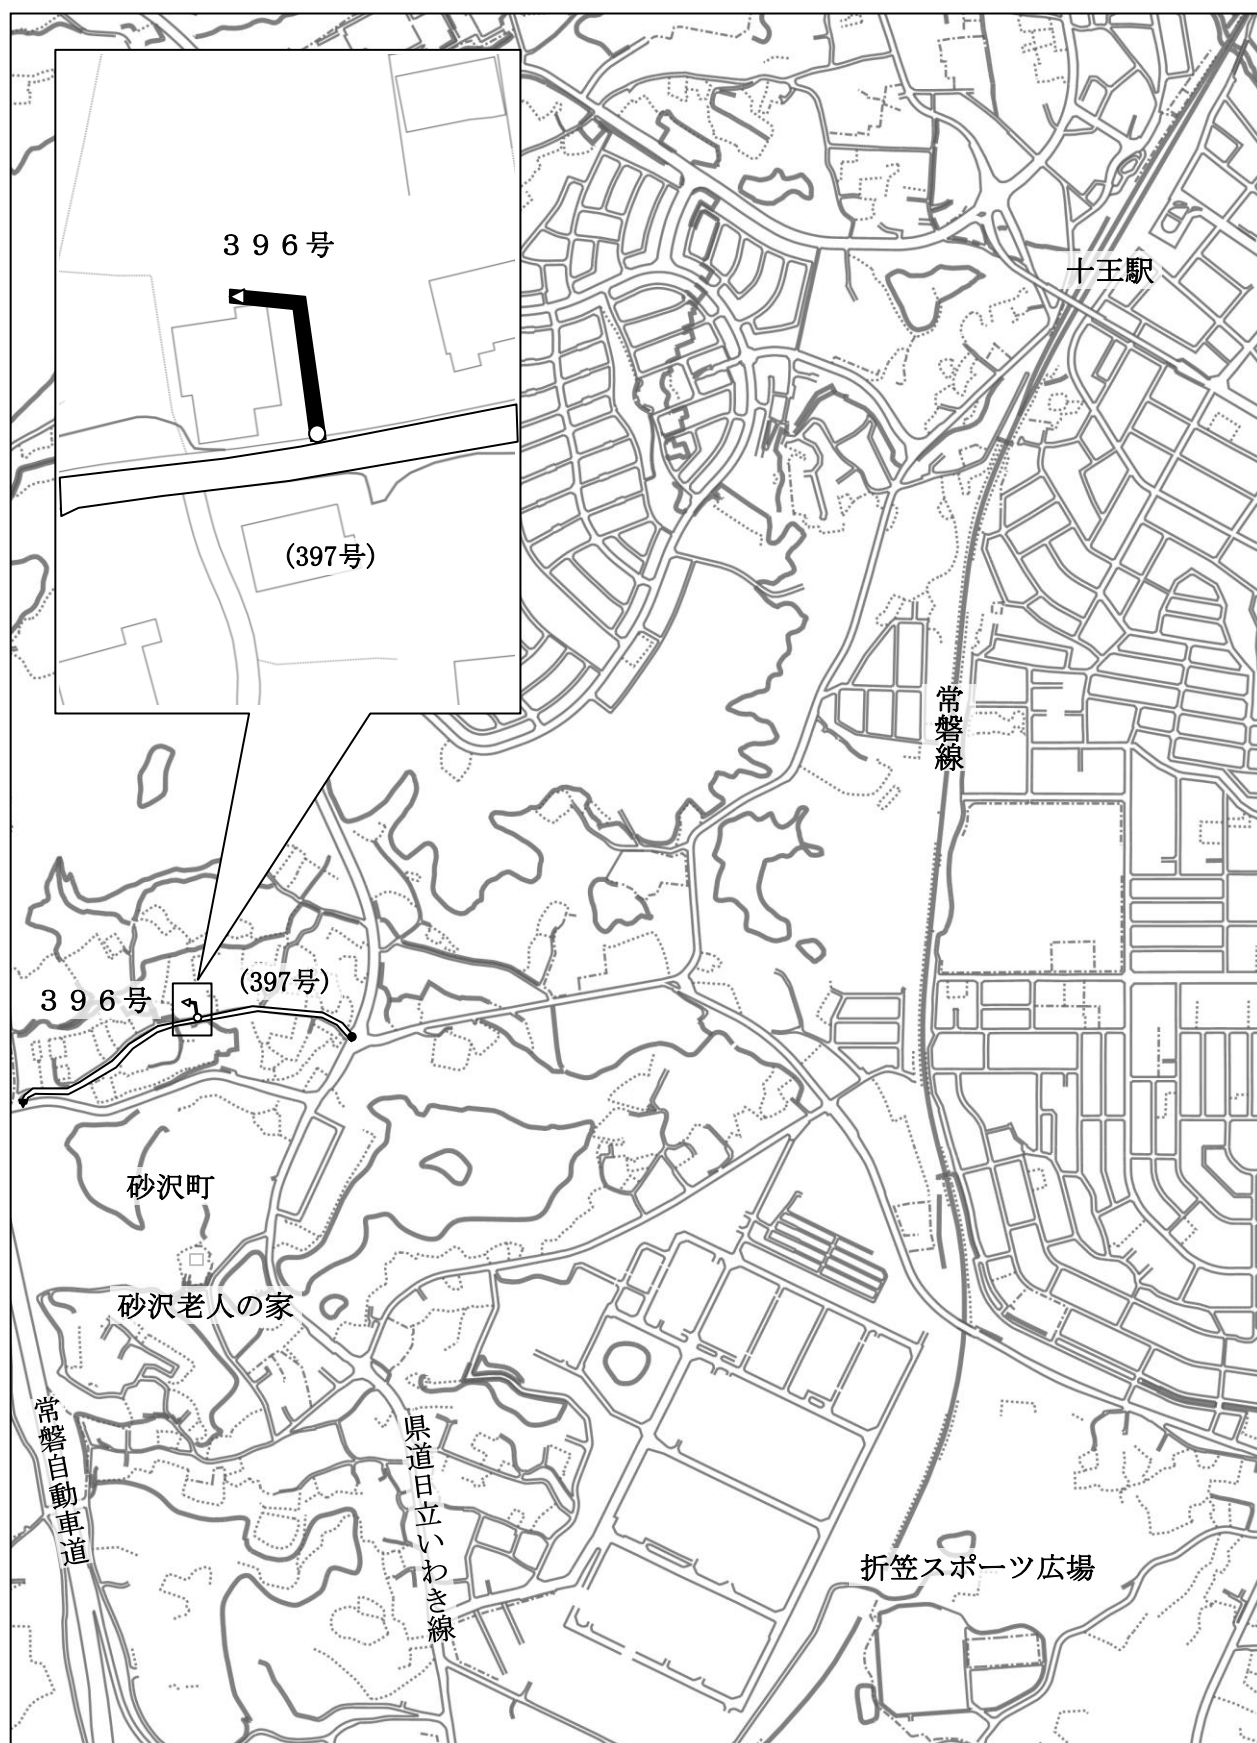 ３９６号
十王駅
(397号)
常磐線
３９６号
(397号)
砂沢町
砂沢老人の家
常磐自動車道
県道日立いわき線
折笠スポーツ広場